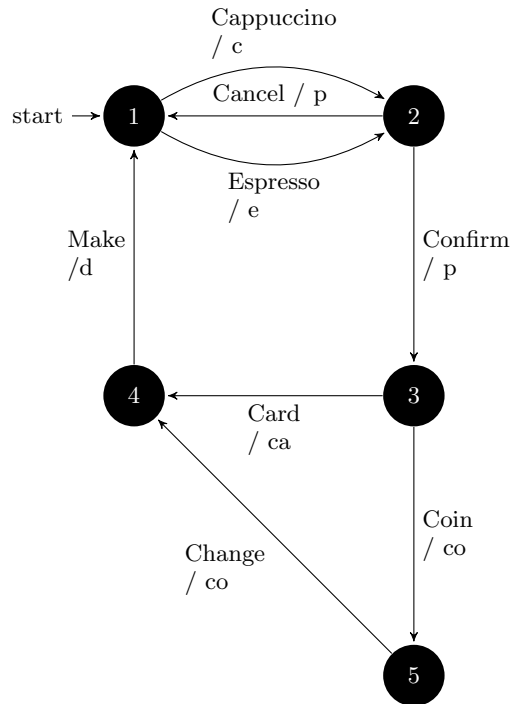 Cappuccino
/ c
Cancel / p
start
1
2
Espresso
/ e
Make
/d
Confirm
/ p
4
3
Card
/ ca
Coin
/ co
Change
/ co
5